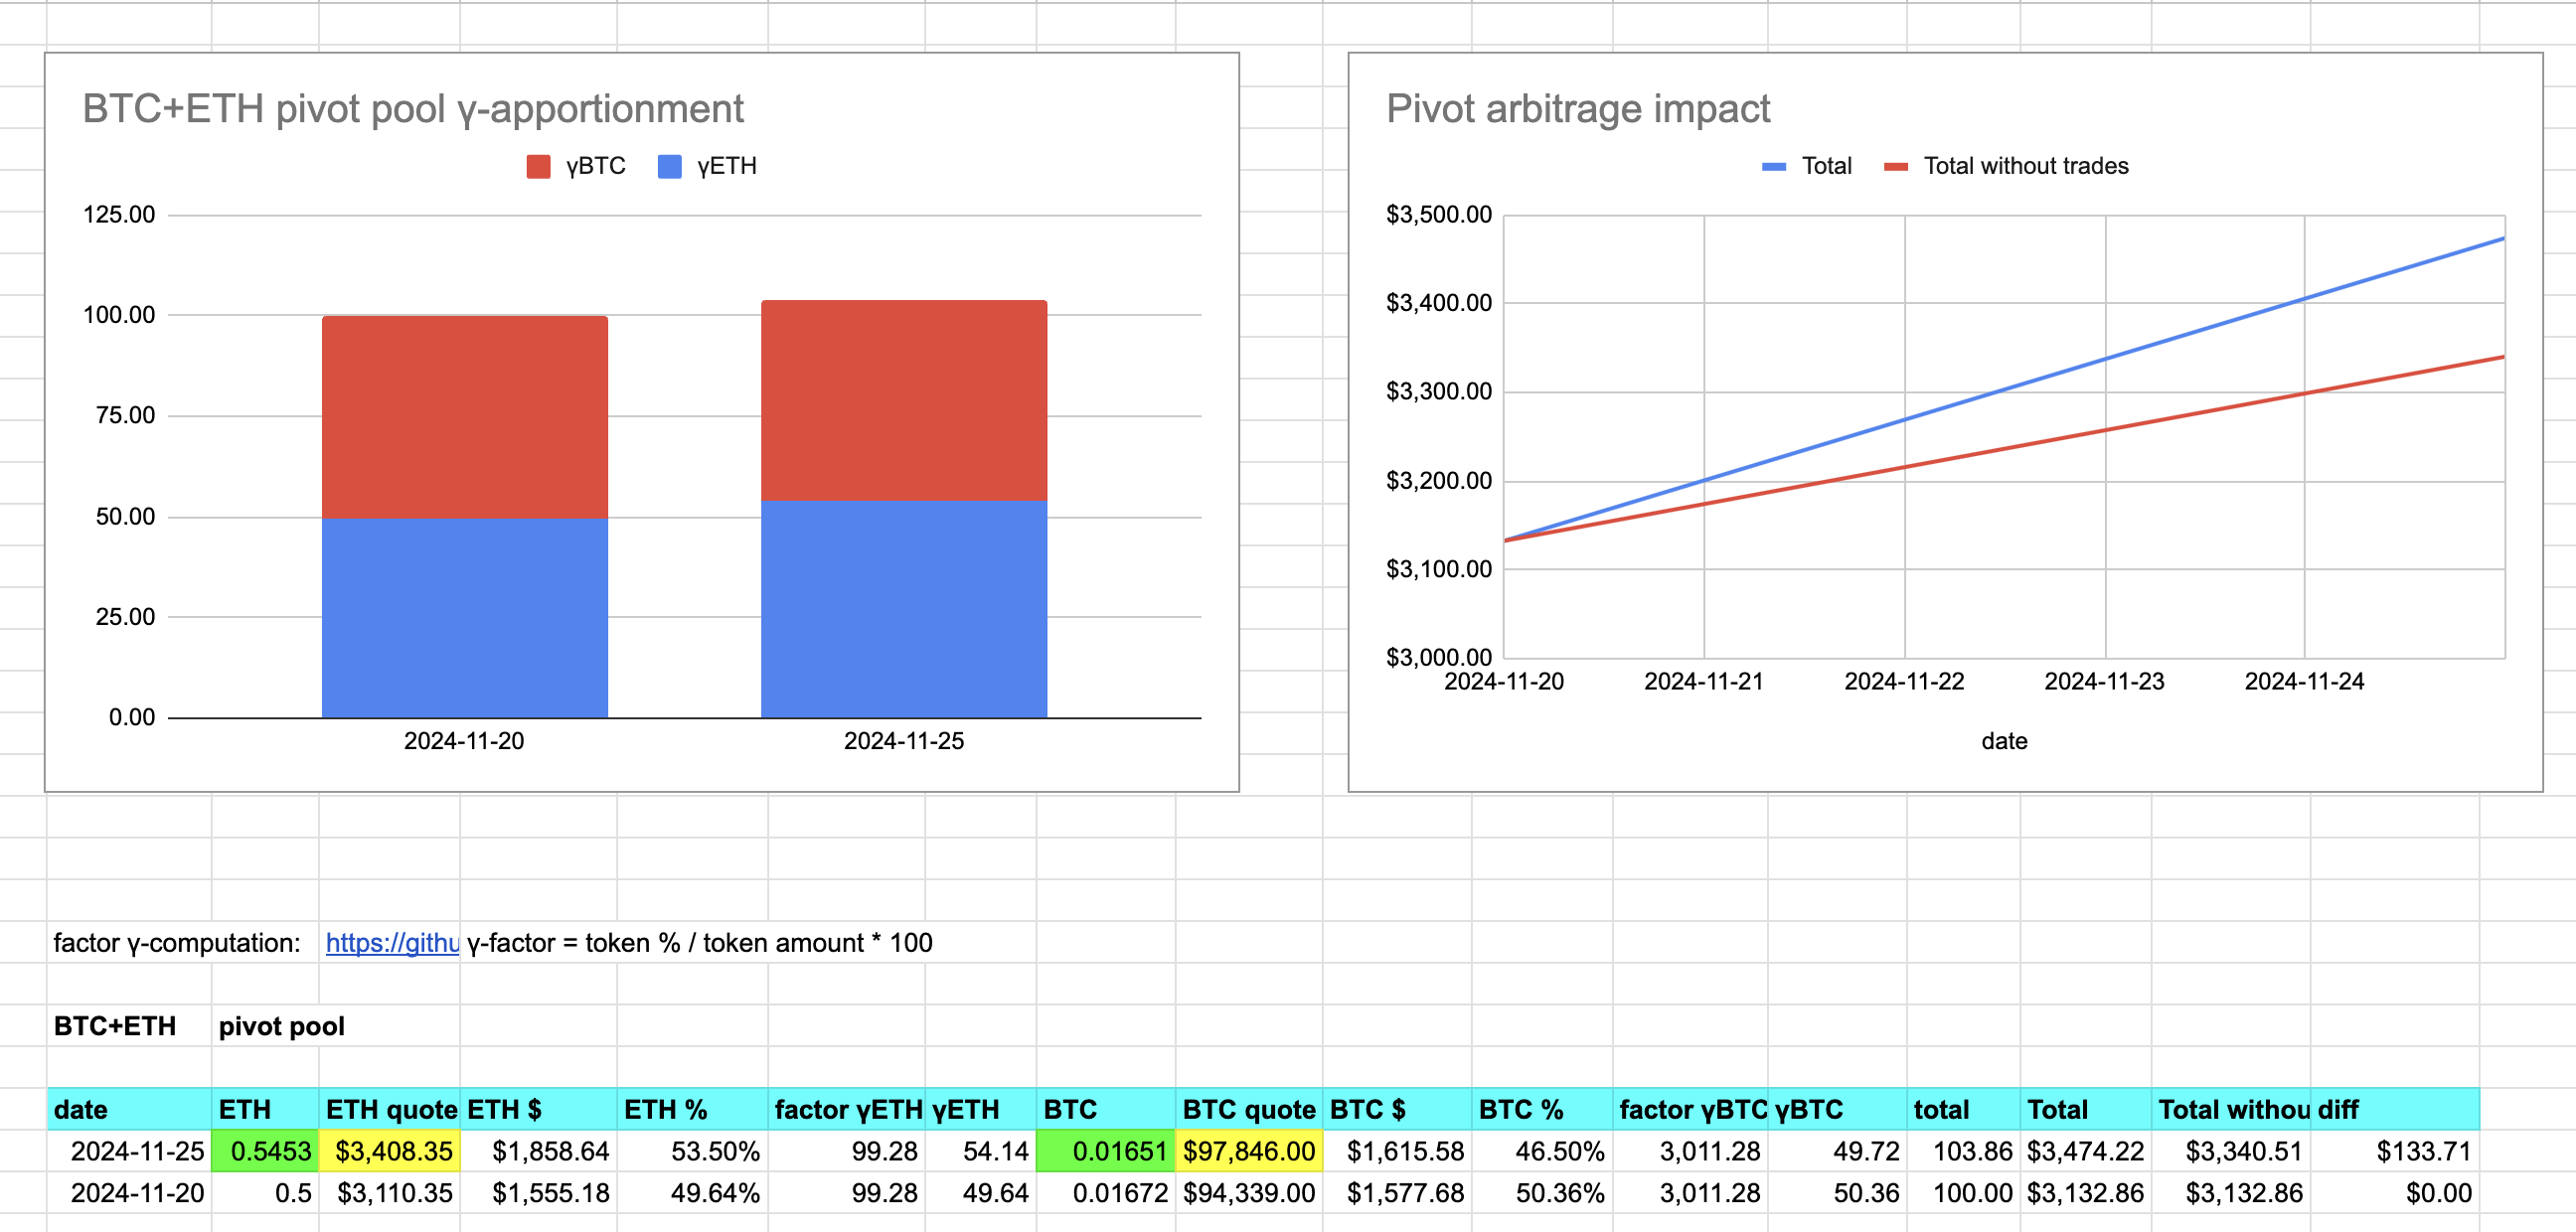 BTC+ETH pivot pool γ-apportionment
γBTC γETH
125.00
100.00
75.00
50.00
25.00
0.00
2024-11-20 2024-11-25
Pivot arbitrage impact
Total Total without trades
$3,500.00
$3,400.00
$3,300.00
$3,200.00
$3,100.00
$3,000.00
2024-11-20 2024-11-21 2024-11-22 2024-11-23 2024-11-24
date
factor γ-computation: https://githu γ-factor = token % / token amount * 100
BTC+ETH pivot pool
date ETH ETH quote ETH $ ETH % factor γETH γETH BTC BTC quote BTC $ BTC % factor γBTC γBTC total Total Total withou diff
2024-11-25 0.5453 $3,408.35 $1,858.64 53.50% 99.28 54.14 0.01651 $97,846.00 $1,615.58 46.50% 3,011.28 49.72 103.86 $3,474.22 $3,340.51 $133.71
2024-11-20 0.5 $3,110.35 $1,555.18 49.64% 99.28 49.64 0.01672 $94,339.00 $1,577.68 50.36% 3,011.28 50.36 100.00 $3,132.86 $3,132.86 $0.00